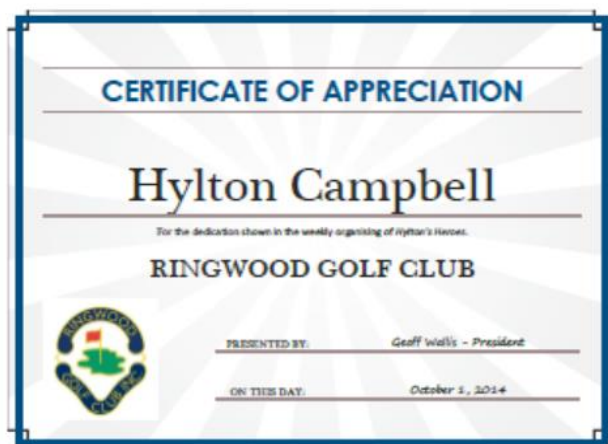 CERTIFICATE OF APPRECIATION
Hylton Campbell
For the dedication shown in the weekly organising of Hylton's Heroes.
RINGWOOD GOLF CLUB
RINGWOOD
GOLF CLUB INC
PRESENTED BY: Geoff Wallis - President
ON THIS DAY: October 1, 2014